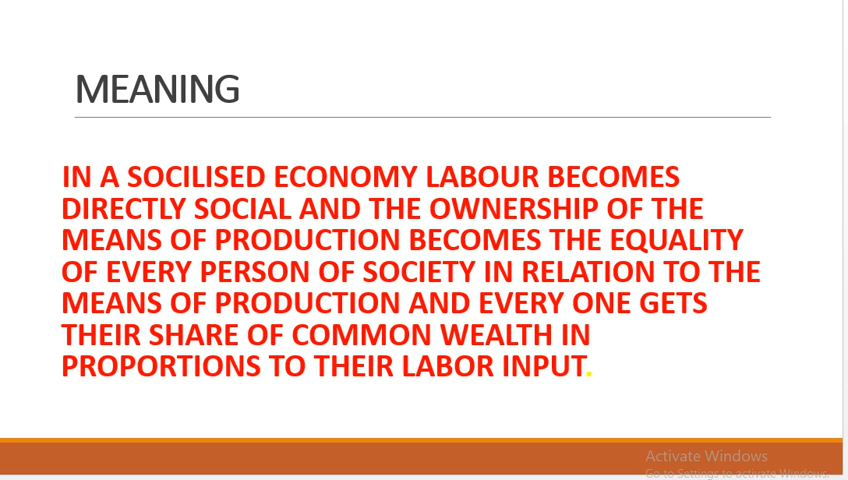 MEANING
IN A SOCILISED ECONOMY LABOUR BECOMES
DIRECTLY SOCIAL AND THE OWNERSHIP OF THE
MEANS OF PRODUCTION BECOMES THE EQUALITY
OF EVERY PERSON OF SOCIETY IN RELATION TO THE
MEANS OF PRODUCTION AND EVERY ONE GETS
THEIR SHARE OF COMMON WEALTH IN
PROPORTIONS TO THEIR LABOR INPUT.
Activate Windows
Go to Settings to activate Windows.